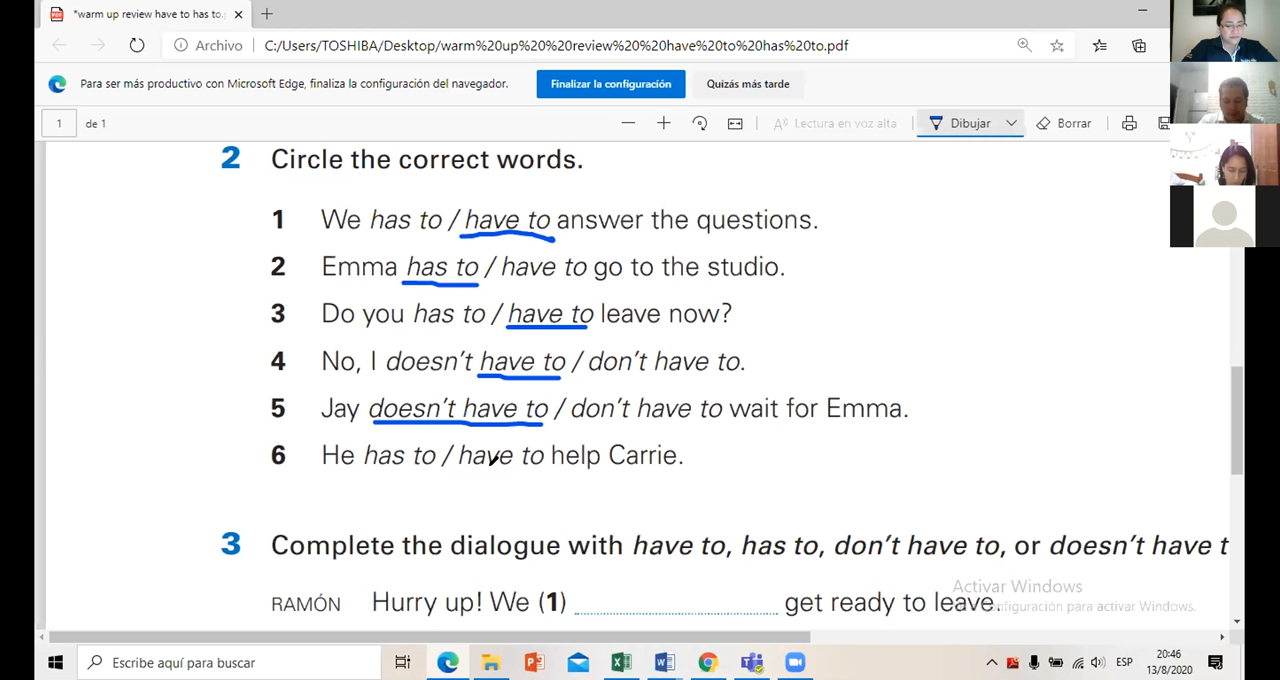 *warm up review have to has to.p
Archivo C:/Users/TOSHIBA/Desktop/warm%20up%20%20review%20%20have%20to%20has%20to.pdf
Para ser más productivo con Microsoft Edge, finaliza la configuración del navegador. Finalizar la configuración Quizás más tarde
1 de 1 Lectura en voz alta Dibujar Borrar
2 Circle the correct words.
1 We has to / have to answer the questions.
2 Emma has to / have to go to the studio.
3 Do you has to / have to leave now?
4 No, I doesn't have to / don't have to.
5 Jay doesn't have to / don't have to wait for Emma.
6 He has to / have to help Carrie.
3 Complete the dialogue with have to, has to, don't have to, or doesn't have t
Activar Windows
RAMÓN Hurry up! We (1) get ready to leave.
configuración para activar Windows.
Escribe aquí para buscar
ESP
20:46
13/8/2020